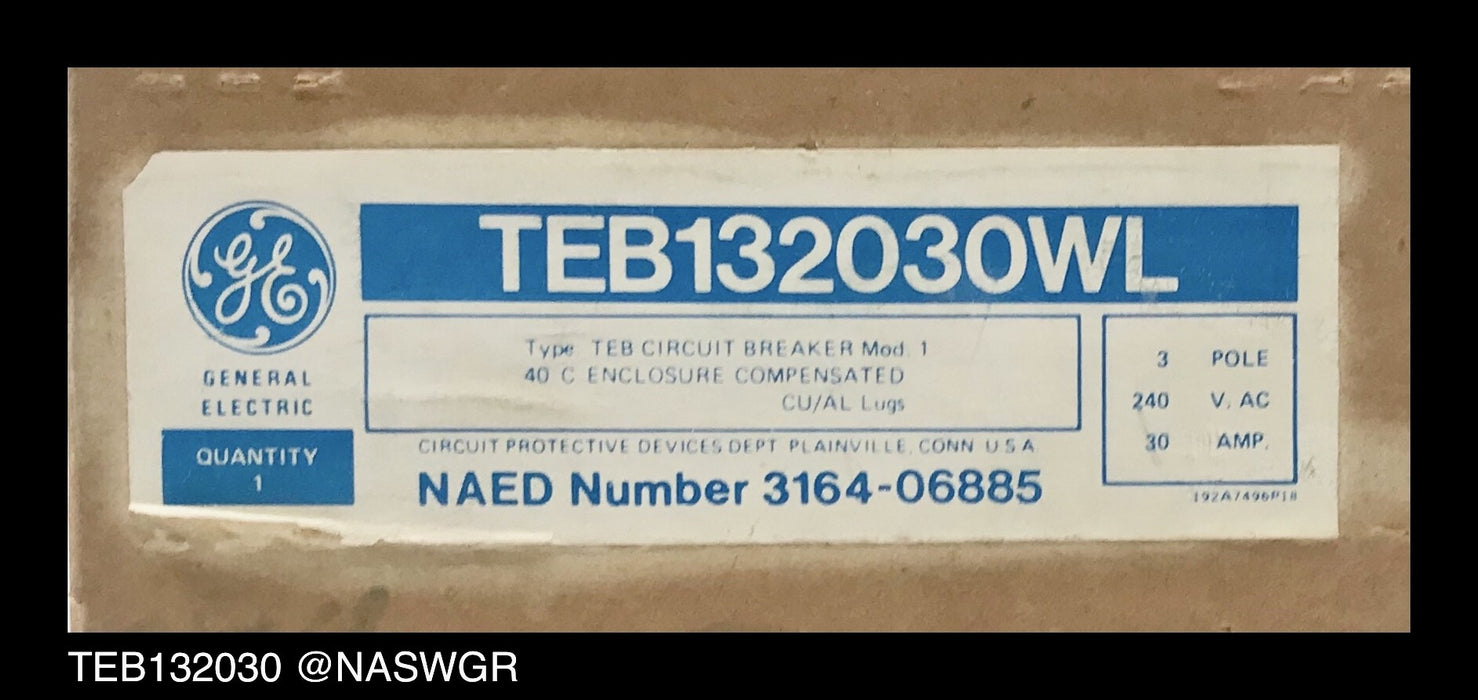 TEB132030WL
GE
GENERAL
ELECTRIC
Type TEB CIRCUIT BREAKER Mod. 1
40 C ENCLOSURE COMPENSATED
CU/AL Lugs
3 POLE
240 V. AC
30 AMP.
QUANTITY
1
CIRCUIT PROTECTIVE DEVICES DEPT PLAINVILLE, CONN U.S.A.
NAED Number 3164-06885
192A7496P18
TEB132030 @NASWGR